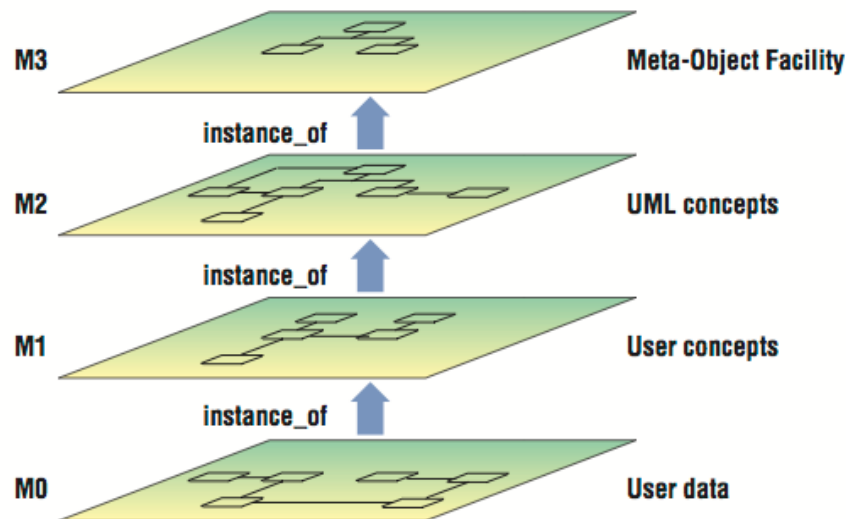 M3 Meta-Object Facility
instance_of
M2 UML concepts
instance_of
M1 User concepts
instance_of
M0 User data